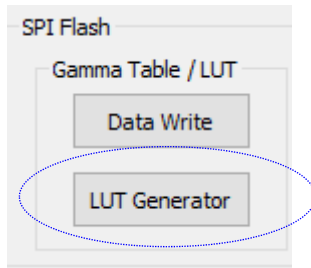 SPI Flash
Gamma Table / LUT
Data Write
LUT Generator